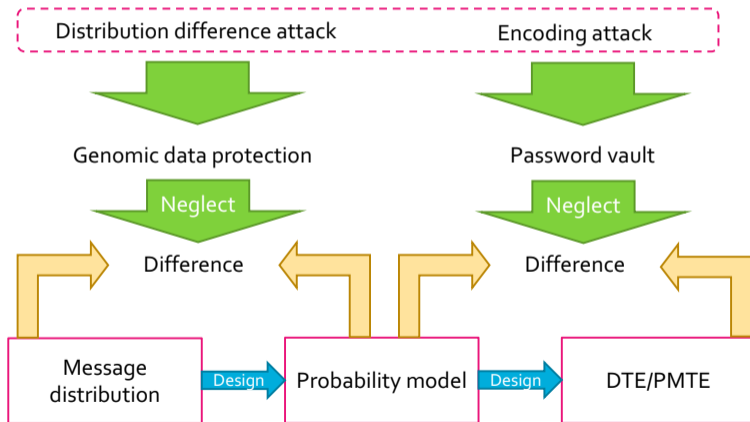 Distribution difference attack
Encoding attack
Genomic data protection
Password vault
Neglect
Neglect
Difference
Difference
Message
distribution
Design
Probability model
Design
DTE/PMTE